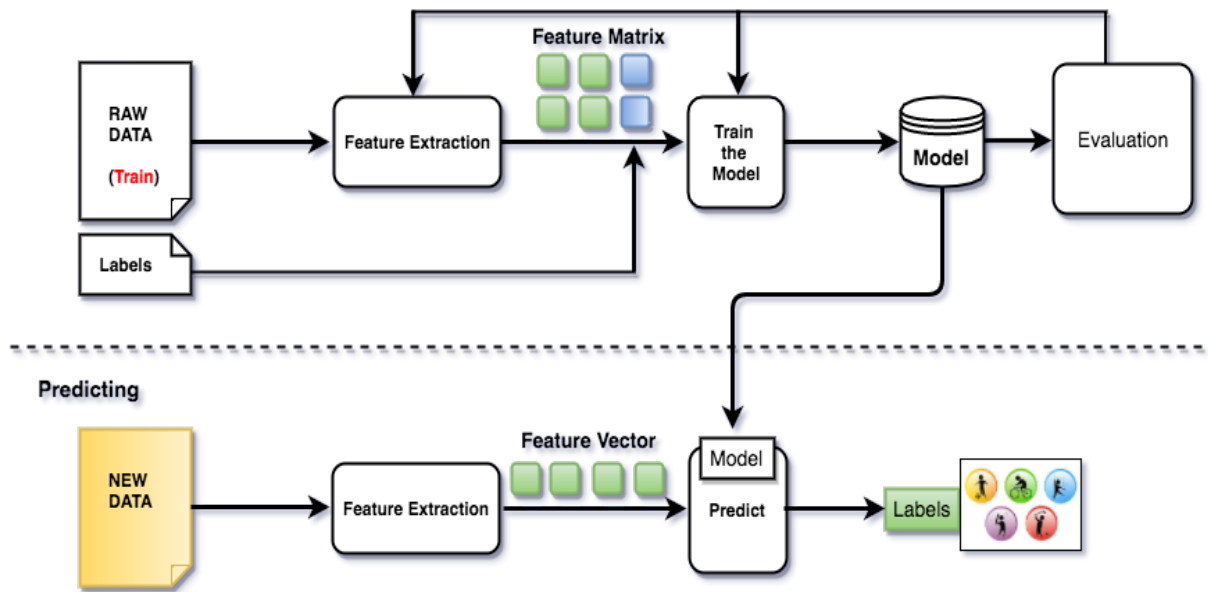 Feature Matrix
RAW
DATA
(Train)
Feature Extraction
Train
the
Model
Model
Evaluation
Labels
Predicting
NEW
DATA
Feature Extraction
Feature Vector
Model
Predict
Labels